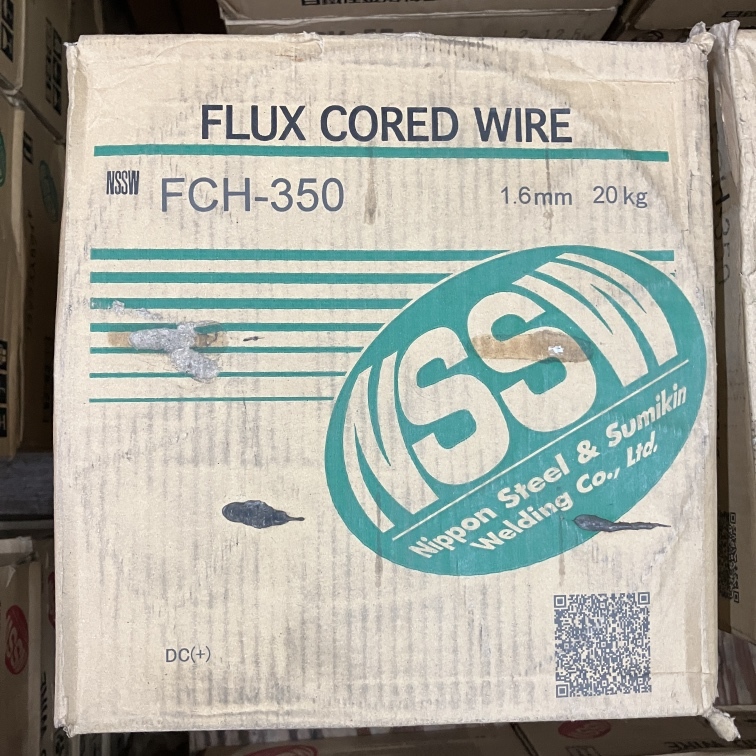 FLUX CORED WIRE
NSSW FCH-350 1.6mm 20kg
NSSW
Nippon Steel & Sumikin
Welding Co., Ltd.
DC(+)